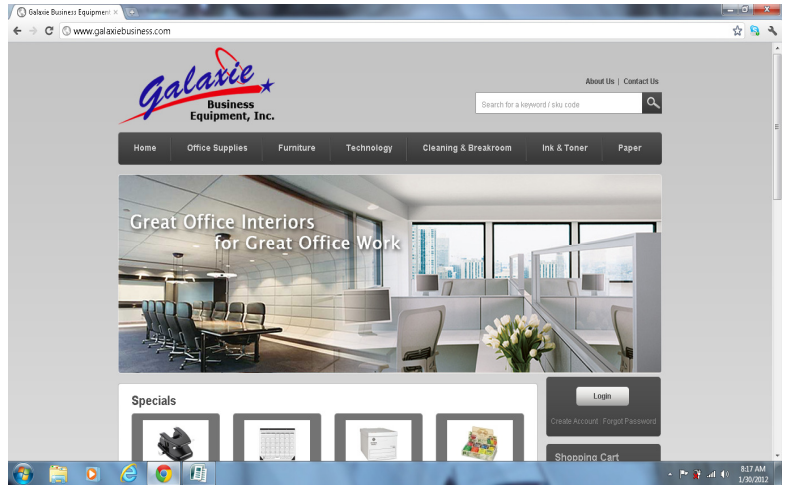 Galaxie Business Equipment
www.galaxiebusiness.com
Galaxie
Business
Equipment, Inc.
About Us | Contact Us
Search for a keyword / sku code
Home Office Supplies Furniture Technology Cleaning & Breakroom Ink & Toner Paper
Great Office Interiors
for Great Office Work
Specials
Login
Create Account · Forgot Password
Shopping Cart
8:17 AM
1/30/2012